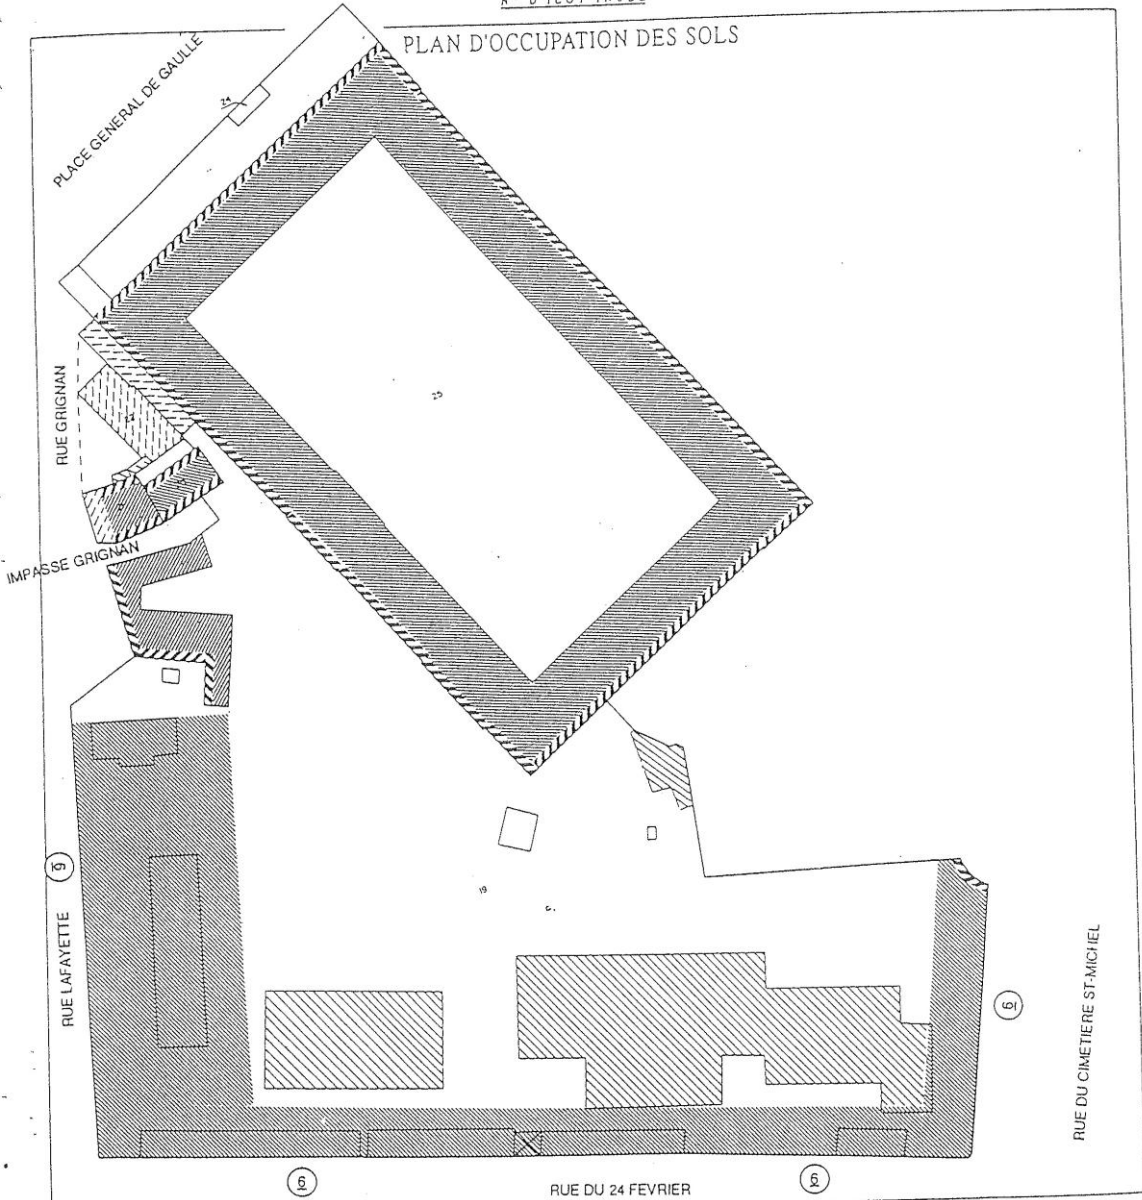 PLAN D'OCCUPATION DES SOLS
PLACE GENERAL DE GAULLE
24
25
RUE GRIGNAN
22
IMPASSE GRIGNAN
19
6
RUE LAFAYETTE
6
RUE DU CIMETIERE ST-MICHEL
6
RUE DU 24 FEVRIER
6